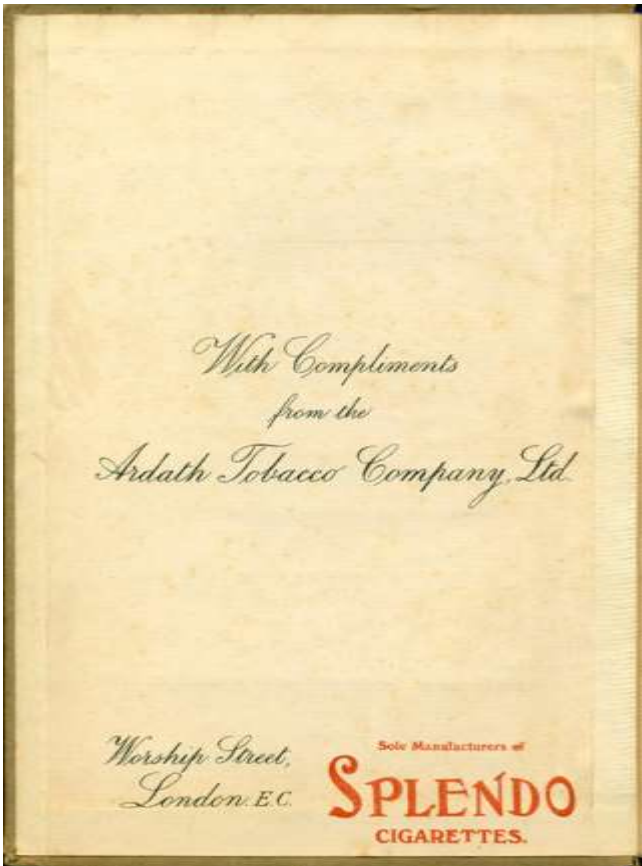 With Compliments
from the
Ardath Tobacco Company, Ltd.
Worship Street,
London. E.C.
Sole Manufacturers of
SPLENDO
CIGARETTES.